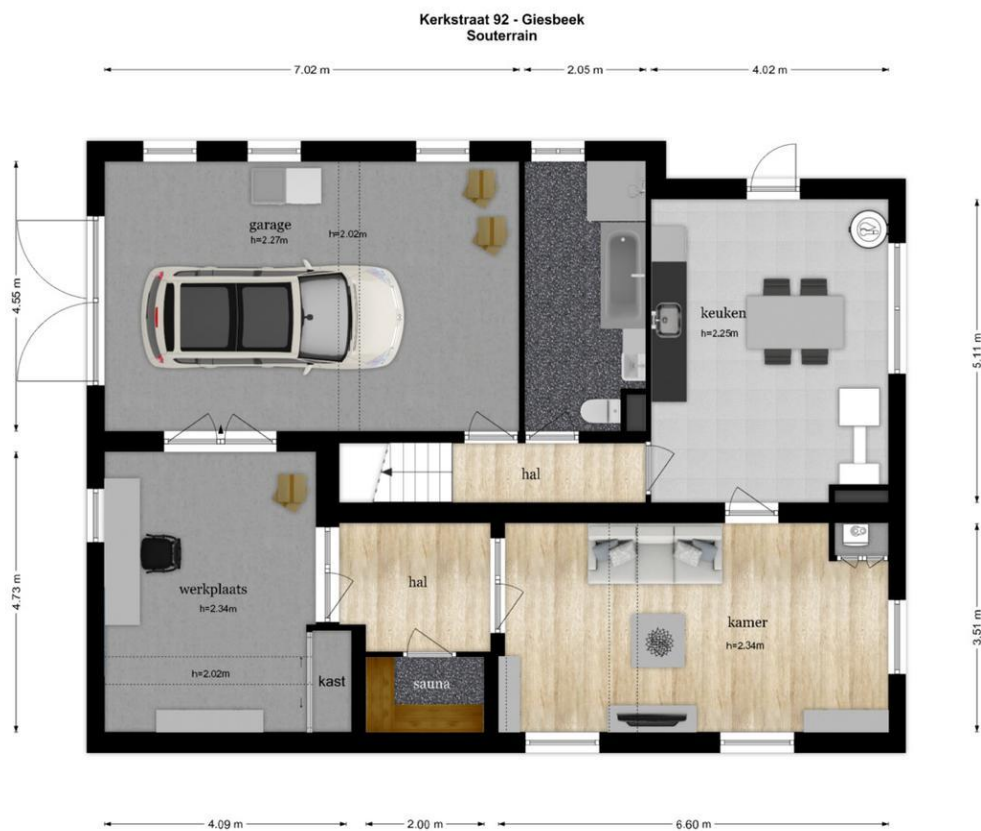 Kerkstraat 92 - Giesbeek
Souterrain
7.02 m
2.05 m
4.02 m
garage
h=2.27m
h=2.02m
4.55 m
keuken
h=2.25m
5.11 m
hal
4.73 m
werkplaats
h=2.34m
hal
kamer
h=2.34m
3.51 m
h=2.02m
kast
sauna
4.09 m
2.00 m
6.60 m